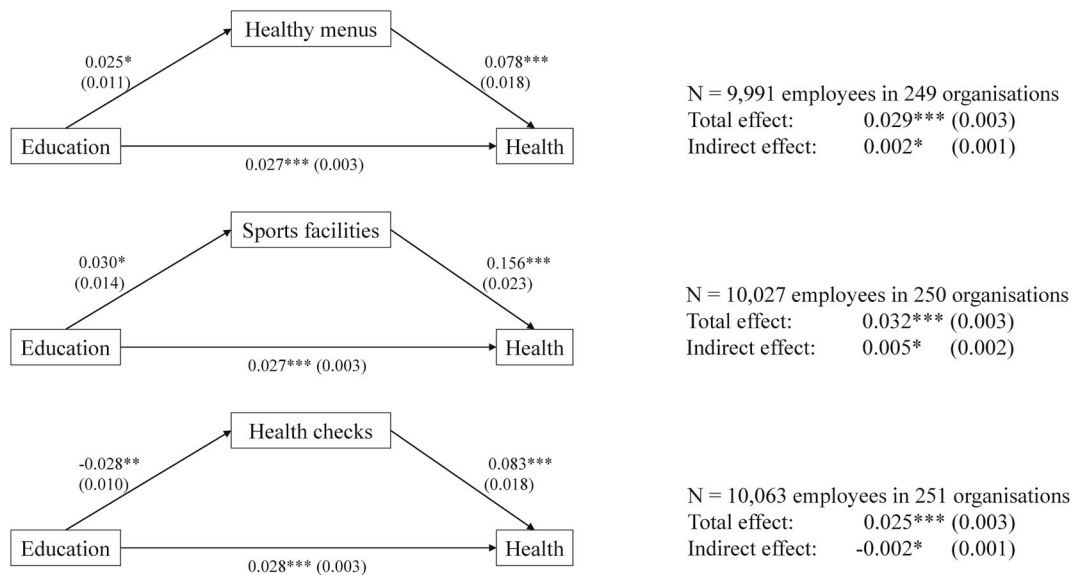 Healthy menus
0.025*
(0.011)
0.078***
(0.018)
Education
Health
0.027*** (0.003)
N = 9,991 employees in 249 organisations
Total effect: 0.029*** (0.003)
Indirect effect: 0.002* (0.001)
Sports facilities
0.030*
(0.014)
0.156***
(0.023)
Education
Health
0.027*** (0.003)
N = 10,027 employees in 250 organisations
Total effect: 0.032*** (0.003)
Indirect effect: 0.005* (0.002)
Health checks
-0.028**
(0.010)
0.083***
(0.018)
Education
Health
0.028*** (0.003)
N = 10,063 employees in 251 organisations
Total effect: 0.025*** (0.003)
Indirect effect: -0.002* (0.001)